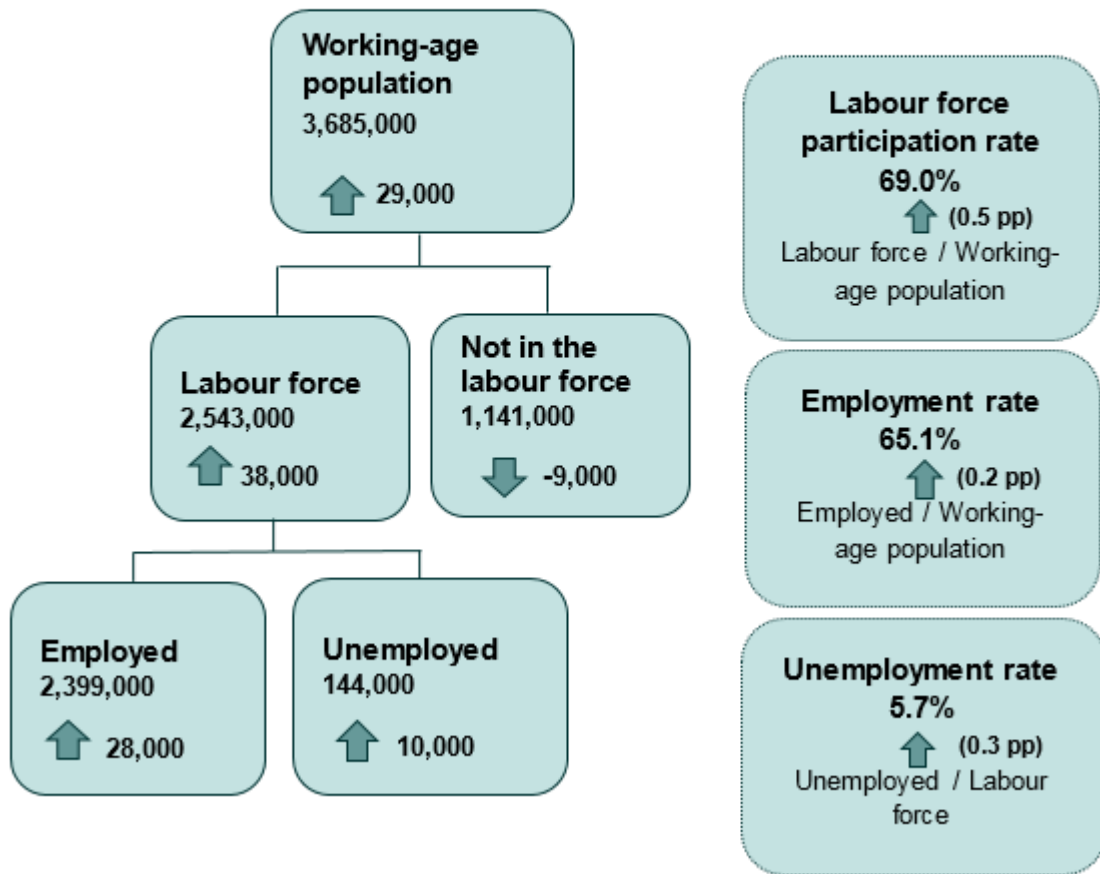 Working-age
population
3,685,000
29,000
Labour force
2,543,000
38,000
Not in the
labour force
1,141,000
-9,000
Employed
2,399,000
28,000
Unemployed
144,000
10,000
Labour force
participation rate
69.0%
(0.5 pp)
Labour force / Working-
age population
Employment rate
65.1%
(0.2 pp)
Employed / Working-
age population
Unemployment rate
5.7%
(0.3 pp)
Unemployed / Labour
force